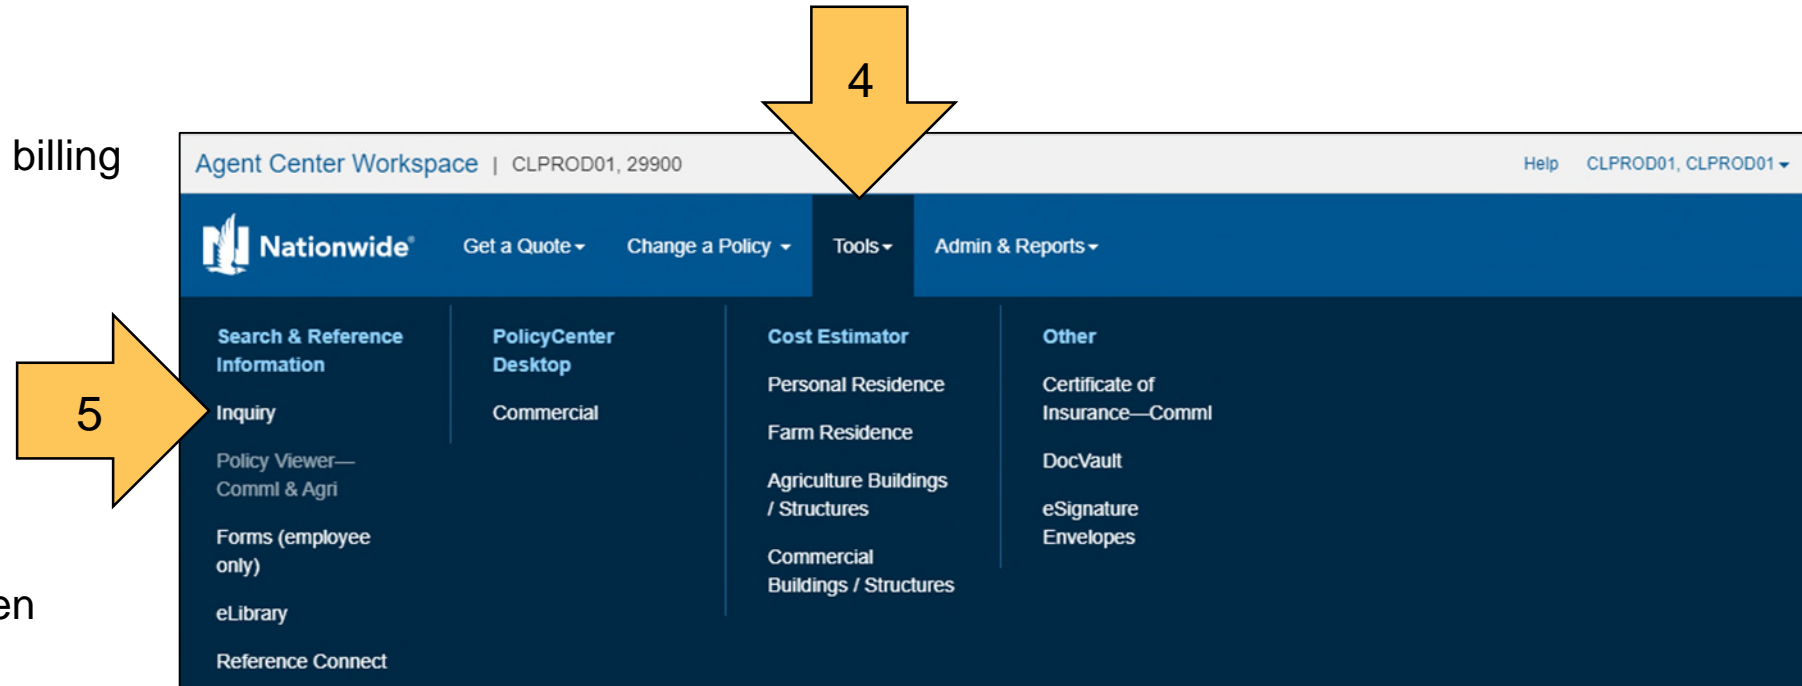 4
billing
Agent Center Workspace | CLPROD01, 29900
Help CLPROD01, CLPROD01
Nationwide®
Get a Quote Change a Policy Tools Admin & Reports
Search & Reference
Information
5
Inquiry
Policy Viewer—
Comml & Agri
Forms (employee
only)
en
eLibrary
Reference Connect
PolicyCenter
Desktop
Commercial
Cost Estimator
Personal Residence
Farm Residence
Agriculture Buildings
/ Structures
Commercial
Buildings / Structures
Other
Certificate of
Insurance—Comml
DocVault
eSignature
Envelopes